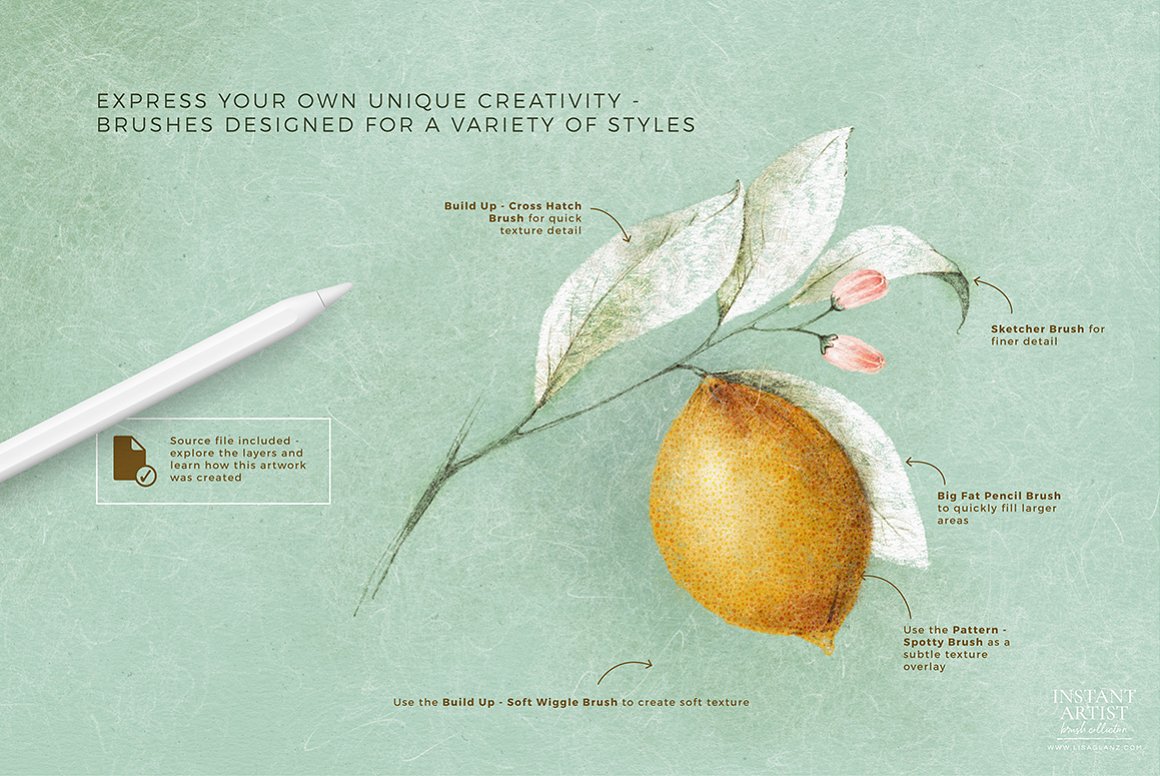 EXPRESS YOUR OWN UNIQUE CREATIVITY -
BRUSHES DESIGNED FOR A VARIETY OF STYLES
Build Up - Cross Hatch
Brush for quick
texture detail
Sketcher Brush for
finer detail
Source file included -
explore the layers and
learn how this artwork
was created
Big Fat Pencil Brush
to quickly fill larger
areas
Use the Pattern -
Spotty Brush as a
subtle texture
overlay
Use the Build Up - Soft Wiggle Brush to create soft texture
INSTANT
ARTIST
brush collection
WWW.LISAGLANZ.COM